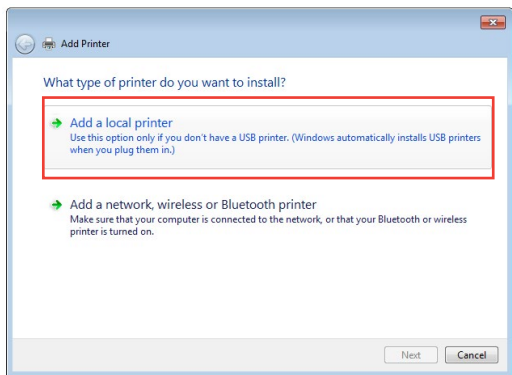 Add Printer
What type of printer do you want to install?
Add a local printer
Use this option only if you don't have a USB printer. (Windows automatically installs USB printers
when you plug them in.)
Add a network, wireless or Bluetooth printer
Make sure that your computer is connected to the network, or that your Bluetooth or wireless
printer is turned on.
Next Cancel